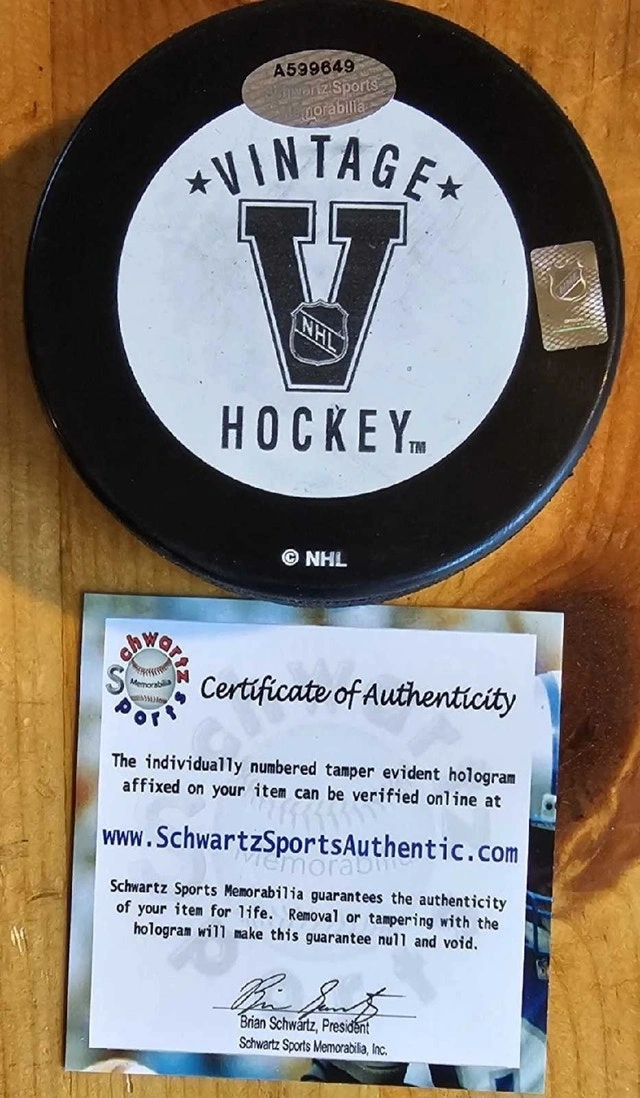 A599649
Schwartz Sports
Memorabilia
★VINTAGE★
V
NHL
HOCKEY™
© NHL
Schwartz
Memorabilia
Sports
Certificate of Authenticity
The individually numbered tamper evident hologram
affixed on your item can be verified online at
www.SchwartzSportsAuthentic.com
Schwartz Sports Memorabilia guarantees the authenticity
of your item for life. Removal or tampering with the
hologram will make this guarantee null and void.
Brian Schwartz, President
Schwartz Sports Memorabilia, Inc.